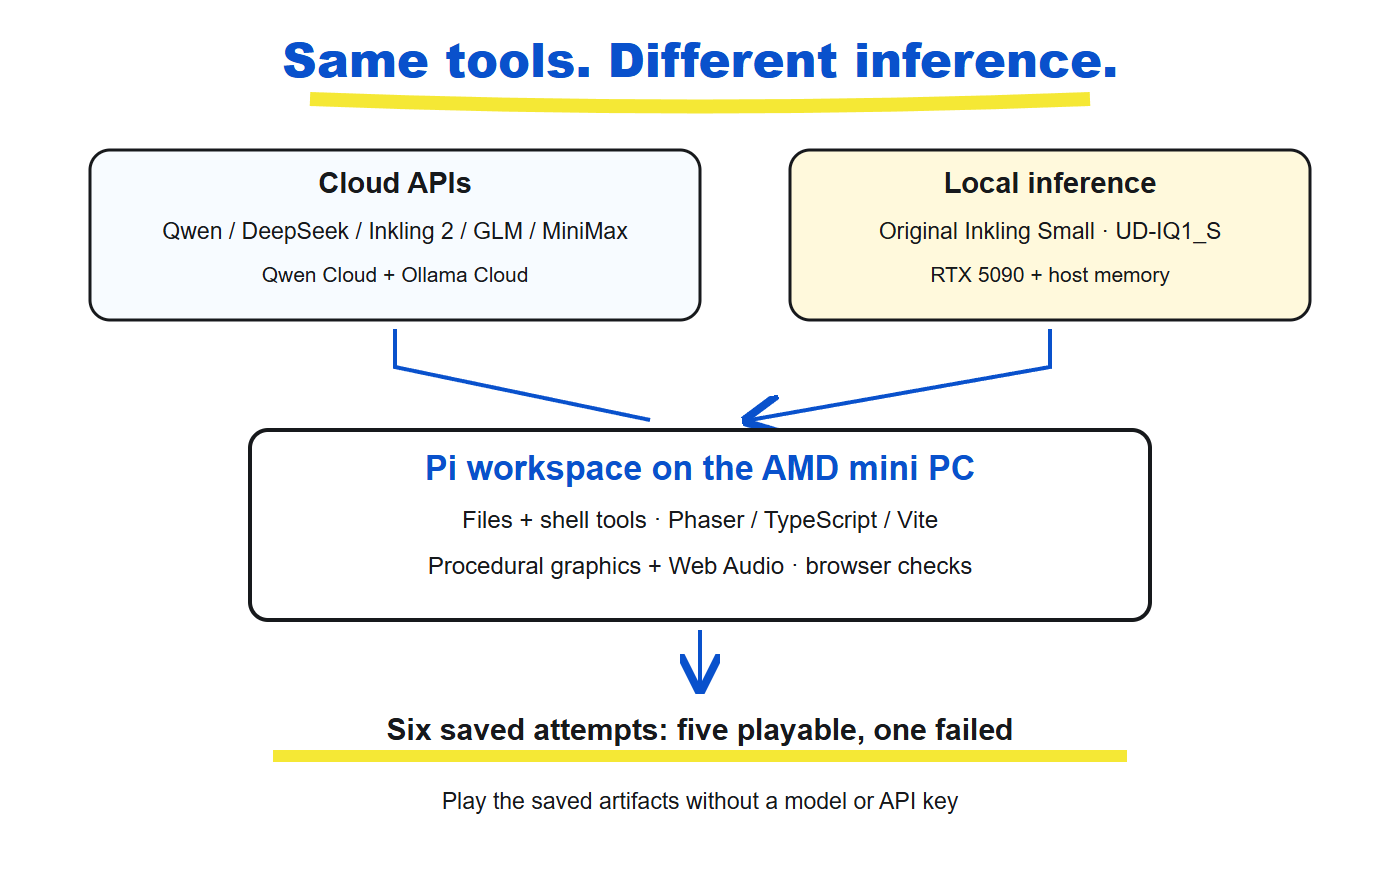 Same tools. Different inference.
Cloud APIs
Qwen / DeepSeek / Inkling 2 / GLM / MiniMax
Qwen Cloud + Ollama Cloud
Local inference
Original Inkling Small · UD-IQ1_S
RTX 5090 + host memory
Pi workspace on the AMD mini PC
Files + shell tools · Phaser / TypeScript / Vite
Procedural graphics + Web Audio · browser checks
Six saved attempts: five playable, one failed
Play the saved artifacts without a model or API key